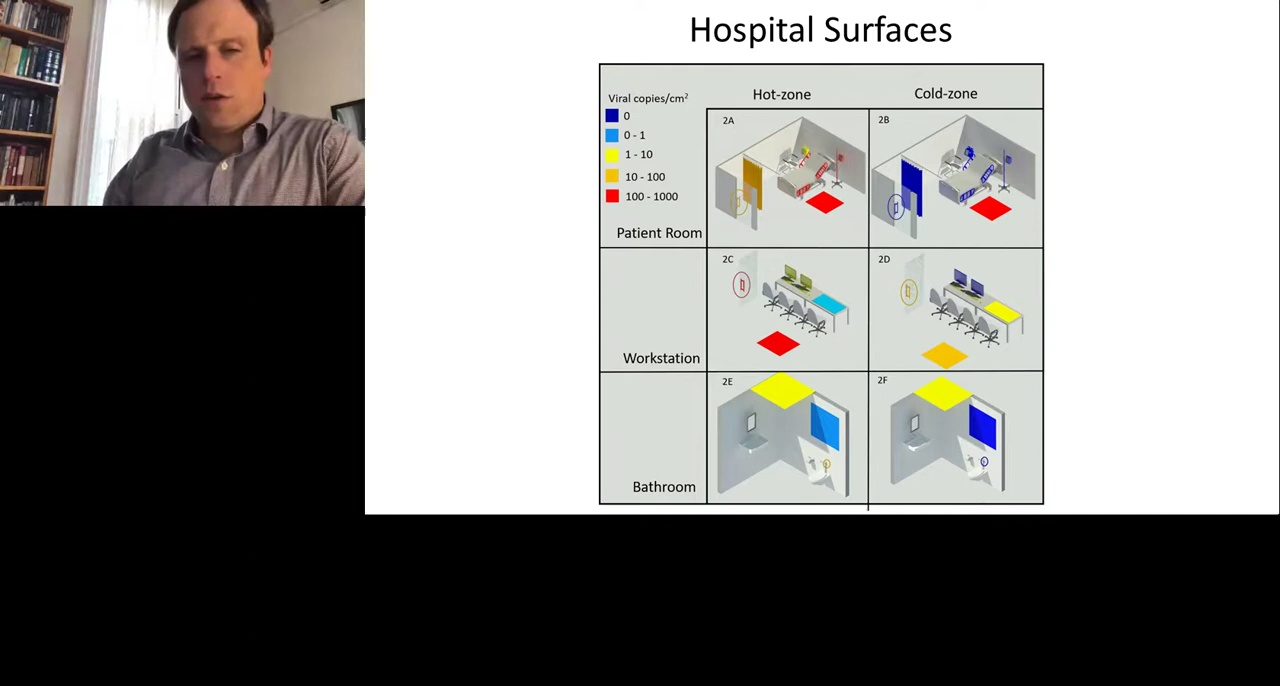 Hospital Surfaces
Viral copies/cm²
0
0 - 1
1 - 10
10 - 100
100 - 1000
Hot-zone
Cold-zone
2A
2B
Patient Room
2C
2D
Workstation
2E
2F
Bathroom